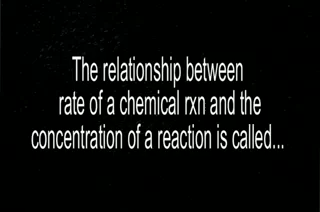 The relationship between
rate of a chemical rxn and the
concentration of a reaction is called...